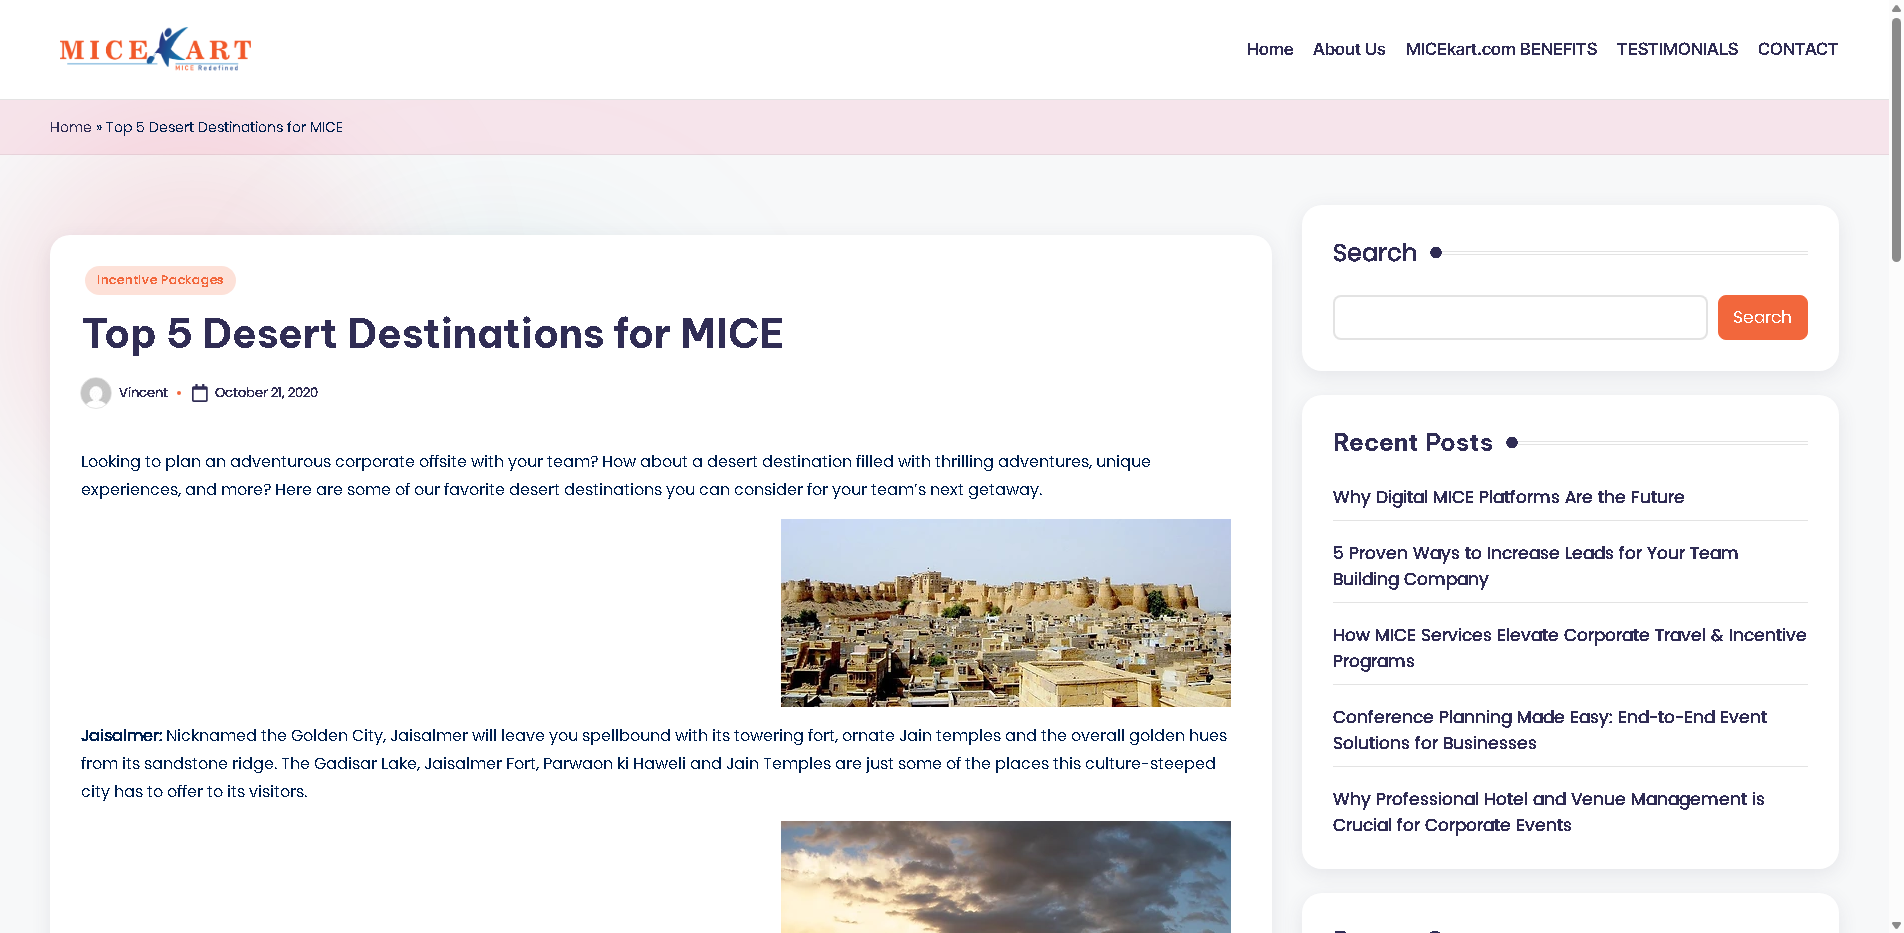 MICEKART
MICE Redefined
Home About Us MICEkart.com BENEFITS TESTIMONIALS CONTACT
Home » Top 5 Desert Destinations for MICE
Incentive Packages
Top 5 Desert Destinations for MICE
Vincent • October 21, 2020
Looking to plan an adventurous corporate offsite with your team? How about a desert destination filled with thrilling adventures, unique
experiences, and more? Here are some of our favorite desert destinations you can consider for your team’s next getaway.
Jaisalmer: Nicknamed the Golden City, Jaisalmer will leave you spellbound with its towering fort, ornate Jain temples and the overall golden hues
from its sandstone ridge. The Gadisar Lake, Jaisalmer Fort, Parwaon ki Haweli and Jain Temples are just some of the places this culture-steeped
city has to offer to its visitors.
Search
Search
Recent Posts
Why Digital MICE Platforms Are the Future
5 Proven Ways to Increase Leads for Your Team
Building Company
How MICE Services Elevate Corporate Travel & Incentive
Programs
Conference Planning Made Easy: End-to-End Event
Solutions for Businesses
Why Professional Hotel and Venue Management is
Crucial for Corporate Events